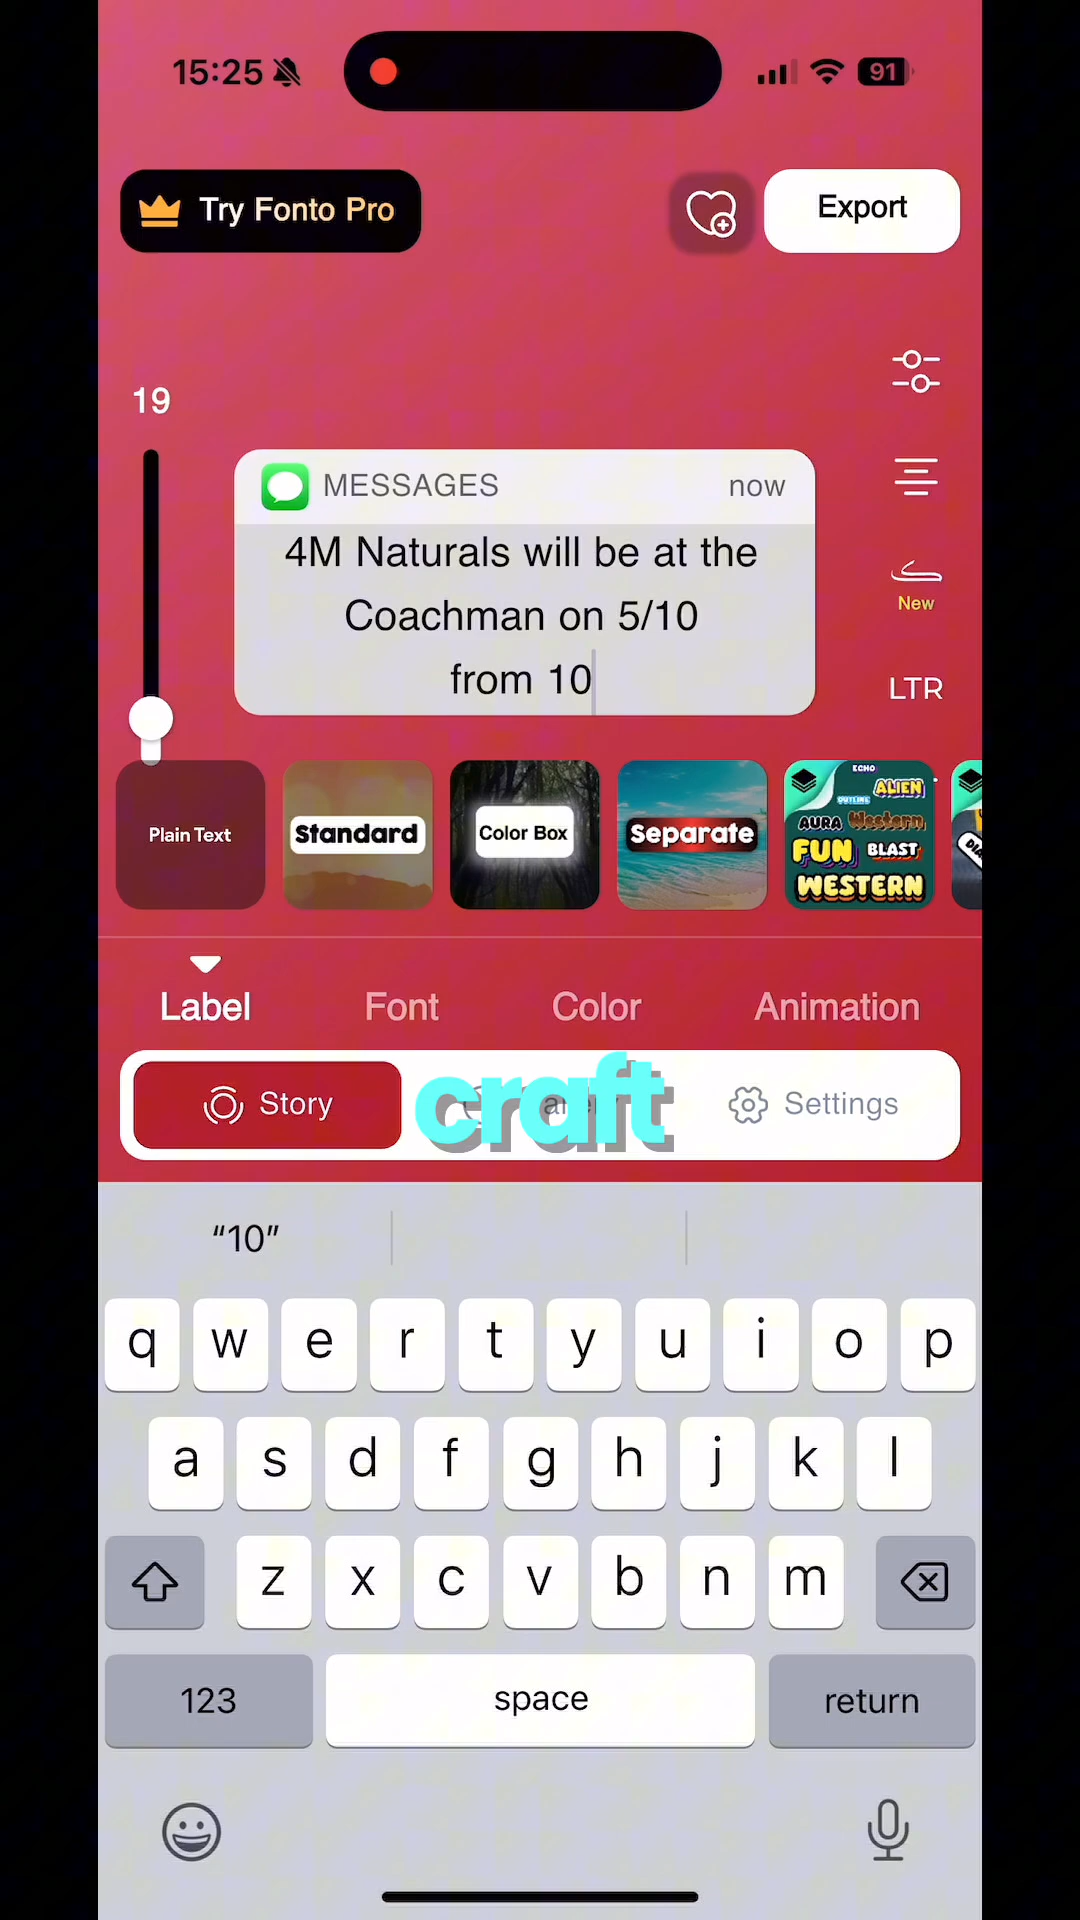 15:25
91
Try Fonto Pro
Export
19
MESSAGES
now
4M Naturals will be at the
Coachman on 5/10
from 10
New
LTR
Plain Text
Standard
Color Box
Separate
ECHO
ALIEN
OUTLINE
AURA Western
FUN BLAST
WESTERN
Label
Font
Color
Animation
Story
craft
Settings
“10”
q w e r t y u i o p
a s d f g h j k l
z x c v b n m
123
space
return